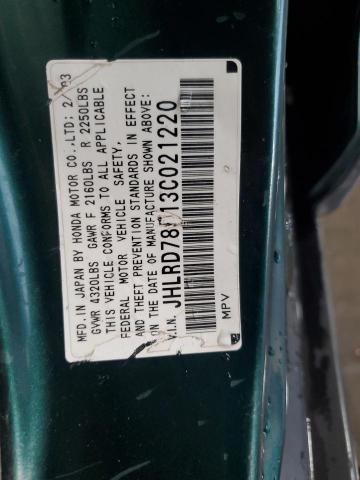 MFD. IN JAPAN BY HONDA MOTOR CO.,LTD: 2/03
GVWR 4320LBS GAWR F 2160LBS R 2250LBS
THIS VEHICLE CONFORMS TO ALL APPLICABLE
FEDERAL MOTOR VEHICLE SAFETY,
AND THEFT PREVENTION STANDARDS IN EFFECT
ON THE DATE OF MANUFACTURE SHOWN ABOVE:
V.I.N. MPV